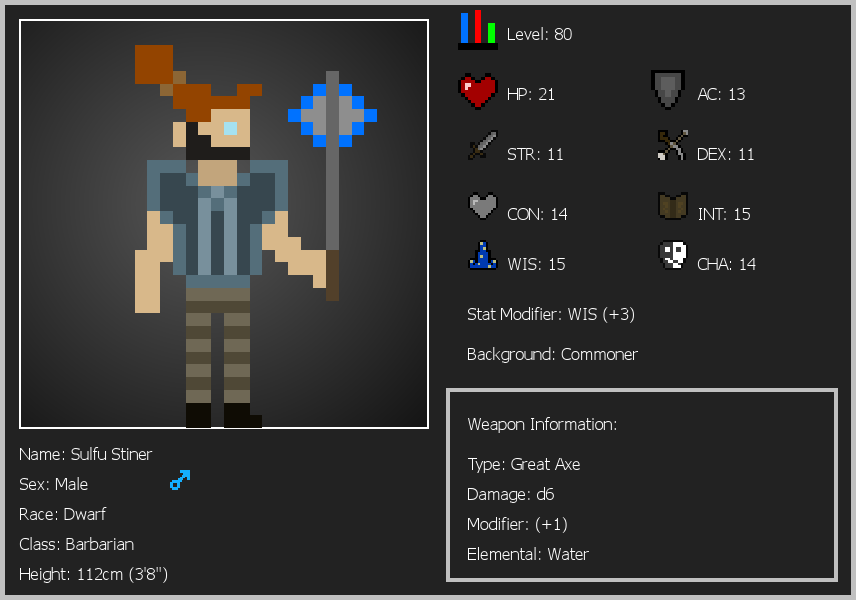 Level: 80
HP: 21
AC: 13
STR: 11
DEX: 11
CON: 14
INT: 15
WIS: 15
CHA: 14
Stat Modifier: WIS (+3)
Background: Commoner
Weapon Information:
Type: Great Axe
Damage: d6
Modifier: (+1)
Elemental: Water
Name: Sulfu Stiner
Sex: Male
Race: Dwarf
Class: Barbarian
Height: 112cm (3'8")